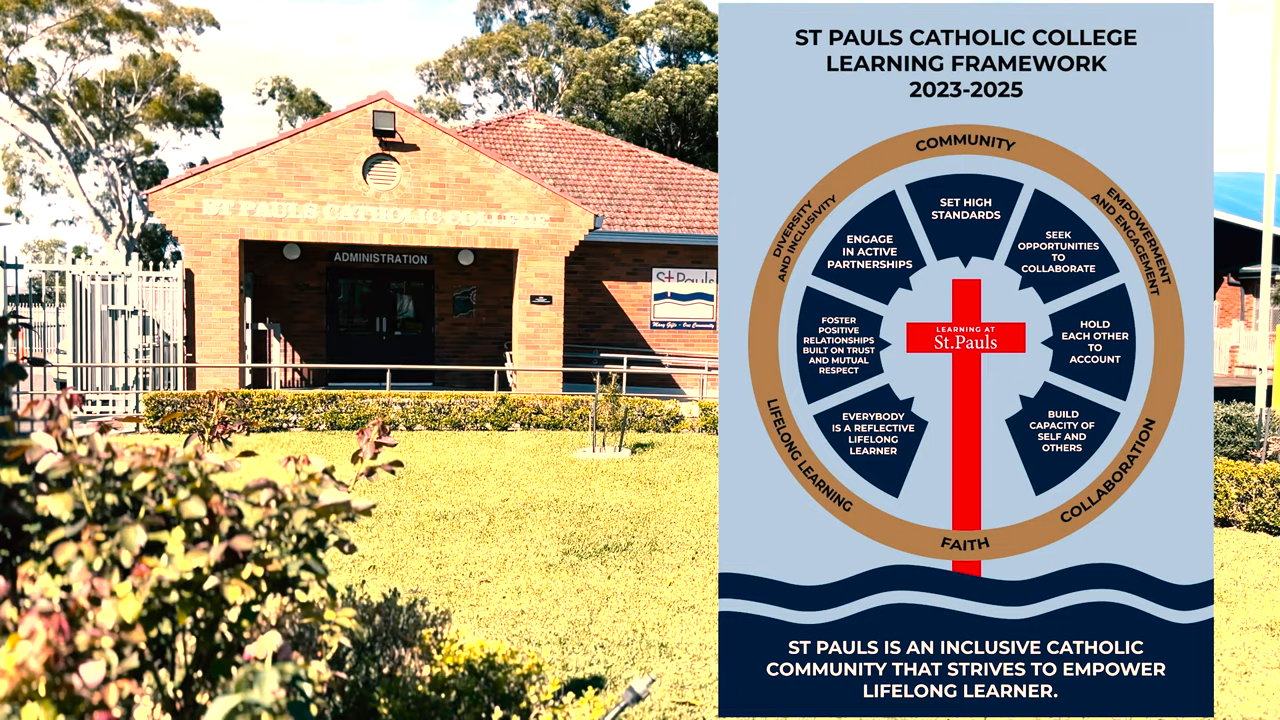 ST PAULS CATHOLIC COLLEGE
ADMINISTRATION
St Pauls
Many Gifts - One Community
ST PAULS CATHOLIC COLLEGE
LEARNING FRAMEWORK
2023-2025
COMMUNITY
EMPOWERMENT
AND ENGAGEMENT
COLLABORATION
FAITH
LIFELONG LEARNING
DIVERSITY
AND INCLUSIVITY
SET HIGH
STANDARDS
SEEK
OPPORTUNITIES
TO
COLLABORATE
HOLD
EACH OTHER
TO
ACCOUNT
BUILD
CAPACITY OF
SELF AND
OTHERS
EVERYBODY
IS A REFLECTIVE
LIFELONG
LEARNER
FOSTER
POSITIVE
RELATIONSHIPS
BUILT ON TRUST
AND MUTUAL
RESPECT
ENGAGE
IN ACTIVE
PARTNERSHIPS
LEARNING AT
St.Pauls
ST PAULS IS AN INCLUSIVE CATHOLIC
COMMUNITY THAT STRIVES TO EMPOWER
LIFELONG LEARNER.